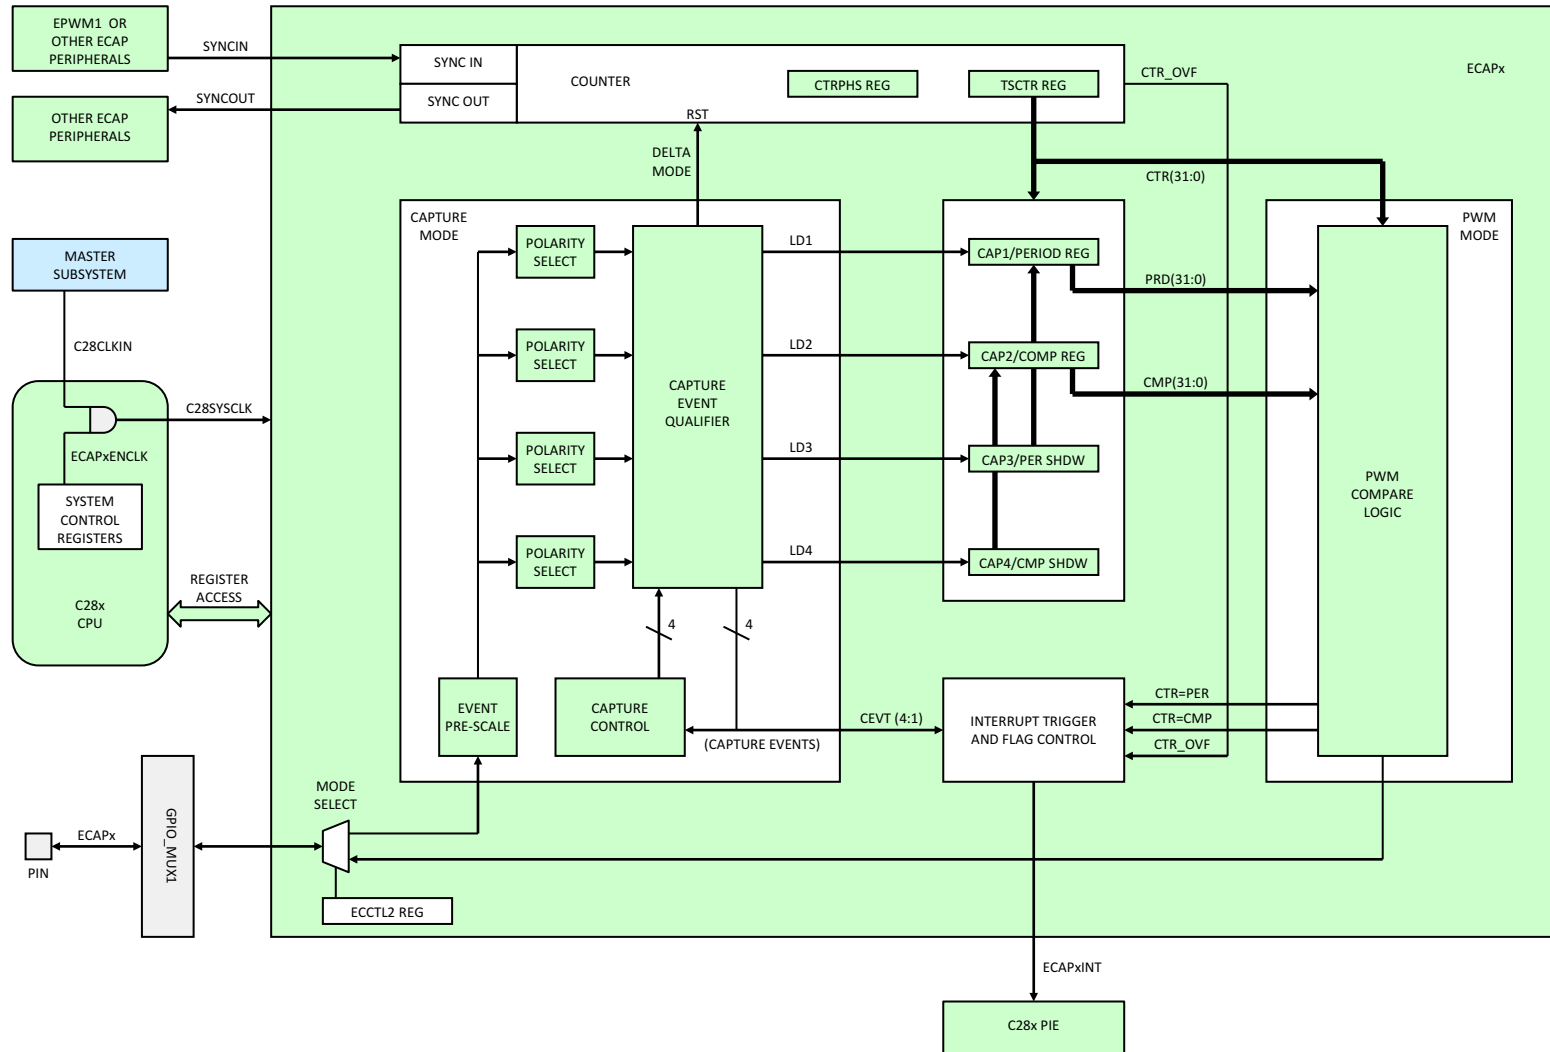 EPWM1 OR
OTHER ECAP
PERIPHERALS
SYNCIN
SYNC IN
COUNTER
CTRPHS REG
TSCTR REG
CTR_OVF
ECAPx
SYNCOUT
SYNC OUT
OTHER ECAP
PERIPHERALS
RST
DELTA
MODE
CTR(31:0)
CAPTURE
MODE
PWM
MODE
POLARITY
SELECT
LD1
CAP1/PERIOD REG
PRD(31:0)
MASTER
SUBSYSTEM
C28CLKIN
POLARITY
SELECT
LD2
CAP2/COMP REG
CMP(31:0)
CAPTURE
EVENT
QUALIFIER
C28SYSCLK
ECAPxENCLK
POLARITY
SELECT
LD3
CAP3/PER SHDW
PWM
COMPARE
LOGIC
SYSTEM
CONTROL
REGISTERS
POLARITY
SELECT
LD4
CAP4/CMP SHDW
REGISTER
ACCESS
C28x
CPU
4
4
EVENT
PRE-SCALE
CAPTURE
CONTROL
CEVT (4:1)
(CAPTURE EVENTS)
INTERRUPT TRIGGER
AND FLAG CONTROL
CTR=PER
CTR=CMP
CTR_OVF
MODE
SELECT
ECAPx
PIN
GPIO_MUX1
ECCTL2 REG
ECAPxINT
C28x PIE